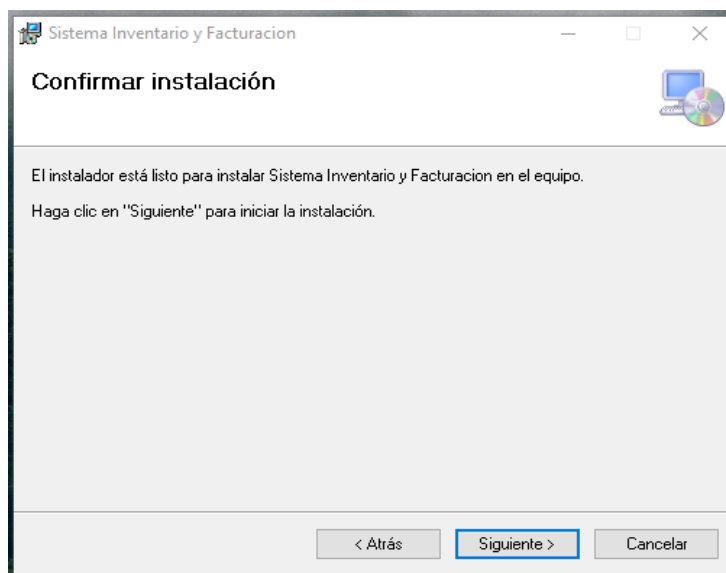 Sistema Inventario y Facturacion
Confirmar instalación
El instalador está listo para instalar Sistema Inventario y Facturacion en el equipo.
Haga clic en "Siguiente" para iniciar la instalación.
< Atrás
Siguiente >
Cancelar